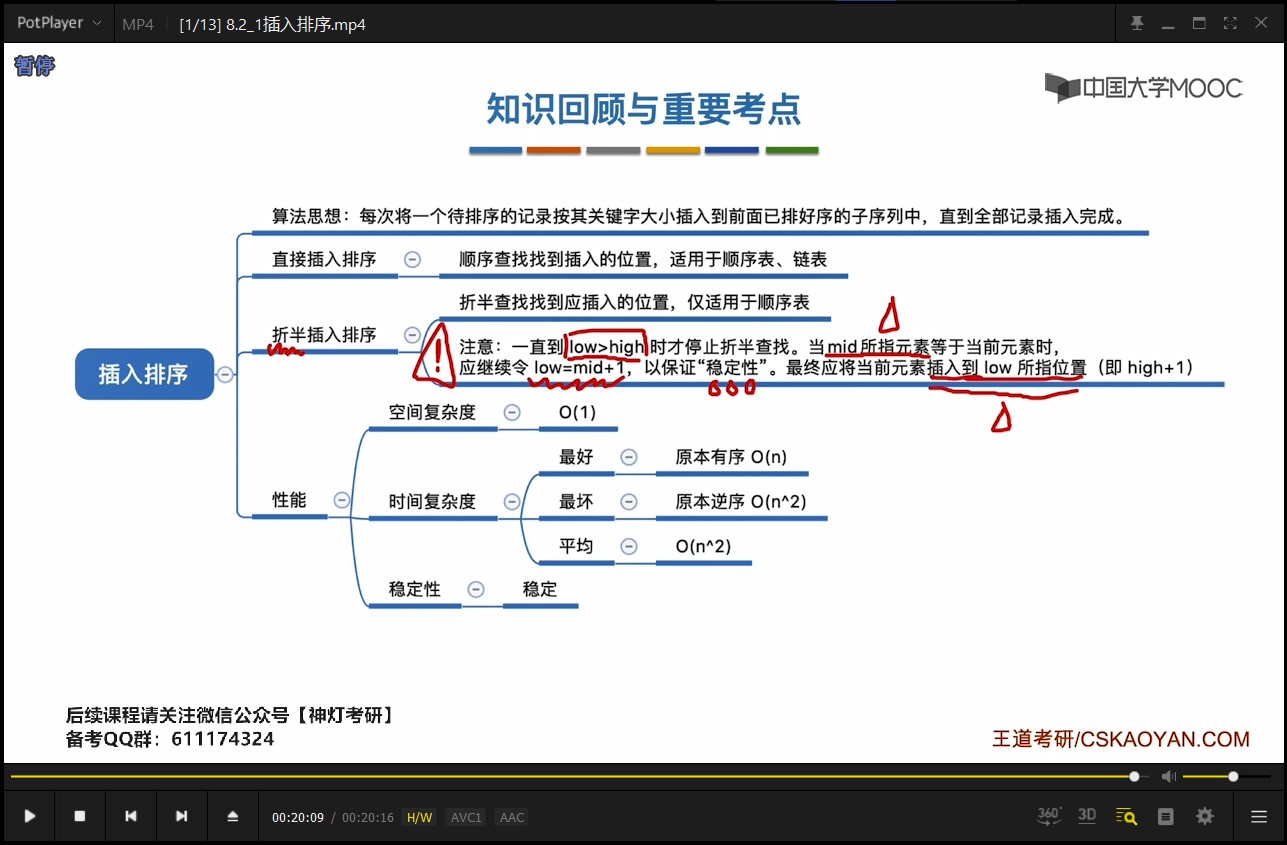 PotPlayer
MP4
[1/13] 8.2_1插入排序.mp4
暂停
中国大学MOOC
知识回顾与重要考点
算法思想：每次将一个待排序的记录按其关键字大小插入到前面已排好序的子序列中，直到全部记录插入完成。
直接插入排序
顺序查找找到插入的位置，适用于顺序表、链表
折半查找找到应插入的位置，仅适用于顺序表
折半插入排序
注意：一直到 low>high 时才停止折半查找。当 mid 所指元素等于当前元素时，
应继续令 low=mid+1，以保证“稳定性”。最终应将当前元素插入到 low 所指位置（即 high+1）
插入排序
空间复杂度
O(1)
最好
原本有序 O(n)
性能
时间复杂度
最坏
原本逆序 O(n^2)
平均
O(n^2)
稳定性
稳定
后续课程请关注微信公众号【神灯考研】
备考QQ群：611174324
王道考研/CSKAOYAN.COM
00:20:09 / 00:20:16 H/W AVC1 AAC
360° 3D